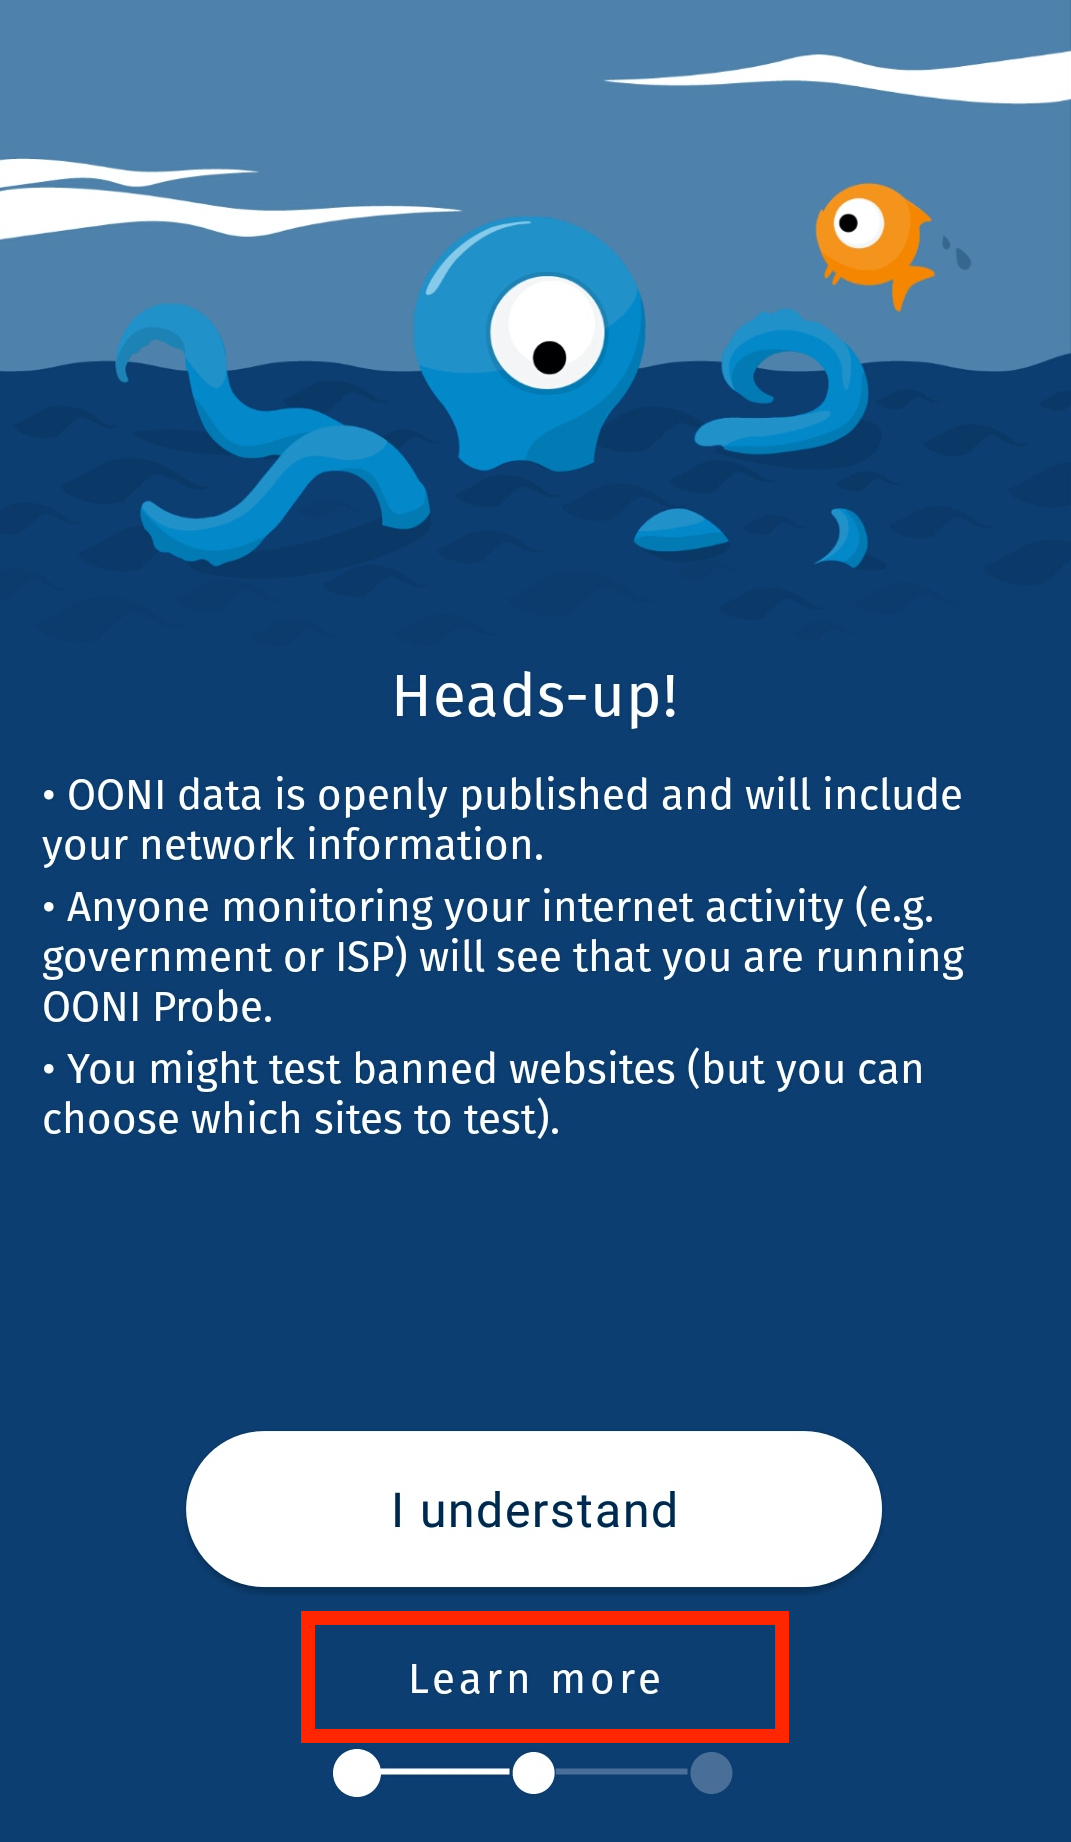 Heads-up!
• OONI data is openly published and will include
your network information.
• Anyone monitoring your internet activity (e.g.
government or ISP) will see that you are running
OONI Probe.
• You might test banned websites (but you can
choose which sites to test).
I understand
Learn more